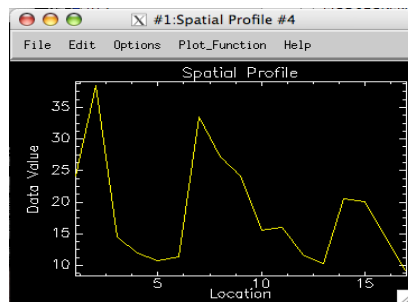 #1:Spatial Profile #4
File Edit Options Plot_Function Help
Spatial Profile
35
30
25
20
15
10
Data Value
5 10 15
Location